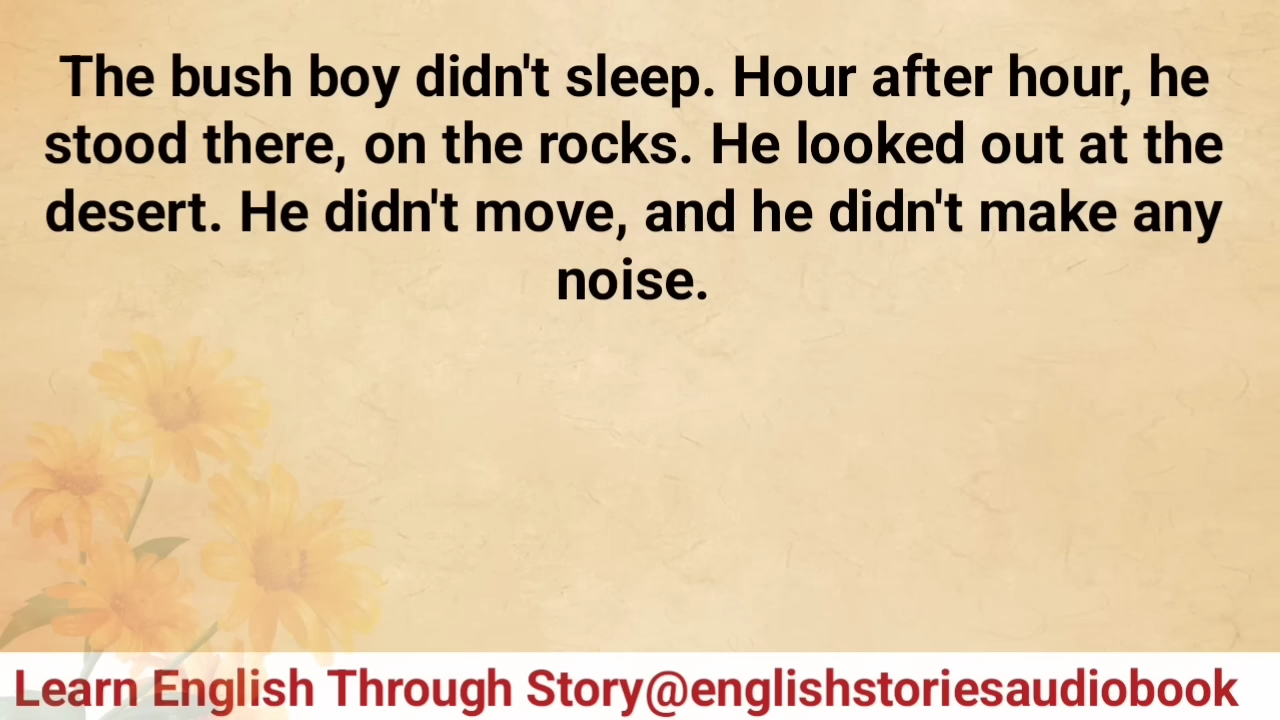 The bush boy didn't sleep. Hour after hour, he
stood there, on the rocks. He looked out at the
desert. He didn't move, and he didn't make any
noise.
Learn English Through Story@englishstoriesaudiobook